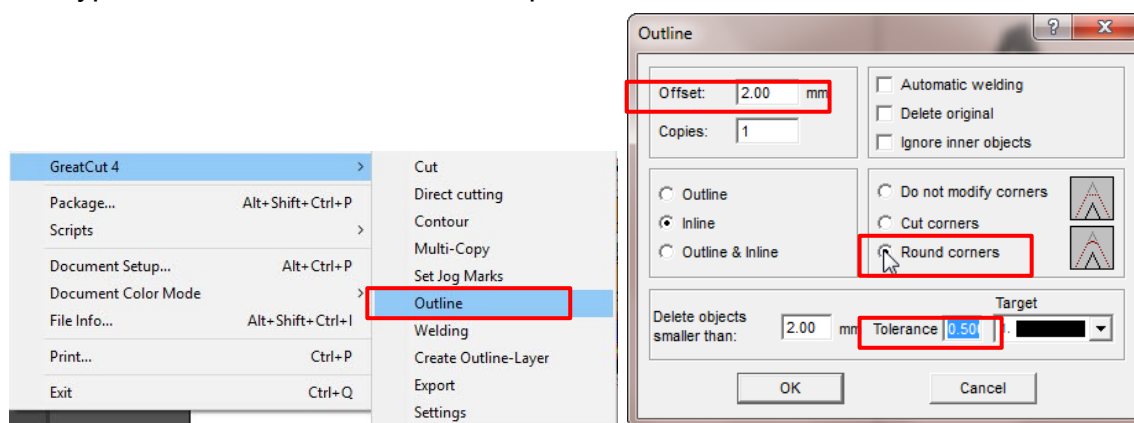 GreatCut 4 >
Package... Alt+Shift+Ctrl+P
Scripts >
Document Setup... Alt+Ctrl+P
Document Color Mode >
File Info... Alt+Shift+Ctrl+I
Print... Ctrl+P
Exit Ctrl+Q
Cut
Direct cutting
Contour
Multi-Copy
Set Jog Marks
Outline
Welding
Create Outline-Layer
Export
Settings
Outline
Offset: 2.00 mm
Copies: 1
Automatic welding
Delete original
Ignore inner objects
Outline
Inline
Outline & Inline
Do not modify corners
Cut corners
Round corners
Delete objects
smaller than: 2.00 mm
Tolerance 0.50
Target
1.
OK
Cancel